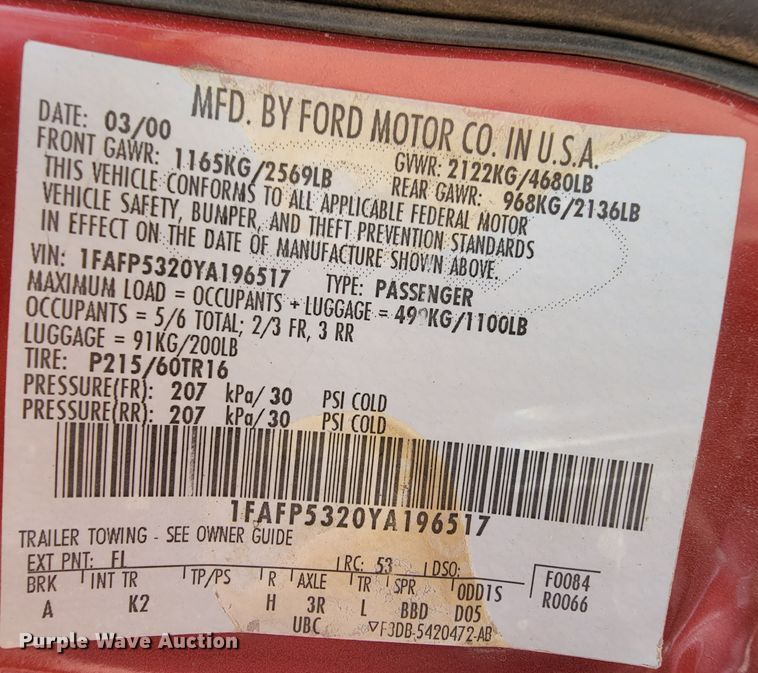 MFD. BY FORD MOTOR CO. IN U.S.A.
DATE: 03/00 GVWR: 2122KG/4680LB
FRONT GAWR: 1165KG/2569LB REAR GAWR: 968KG/2136LB
THIS VEHICLE CONFORMS TO ALL APPLICABLE FEDERAL MOTOR
VEHICLE SAFETY, BUMPER, AND THEFT PREVENTION STANDARDS
IN EFFECT ON THE DATE OF MANUFACTURE SHOWN ABOVE.
VIN: 1FAFP5320YA196517 TYPE: PASSENGER
MAXIMUM LOAD = OCCUPANTS + LUGGAGE = KG/1100LB
OCCUPANTS = 5/6 TOTAL; 2/3 FR, 3 RR
LUGGAGE = 91KG/200LB
TIRE: P215/60TR16
PRESSURE(FR): 207 kPa/ 30 PSI COLD
PRESSURE(RR): 207 kPa/ 30 PSI COLD
1FAFP5320YA196517
TRAILER TOWING - SEE OWNER GUIDE
EXT PNT: FL RC: 53 DSO: F0084
BRK INT TR TP/PS R AXLE TR SPR ODD1S R0066
A K2 H 3R L BBD D05
UBC ▽F3DB-5420472-AB
Purple Wave Auction